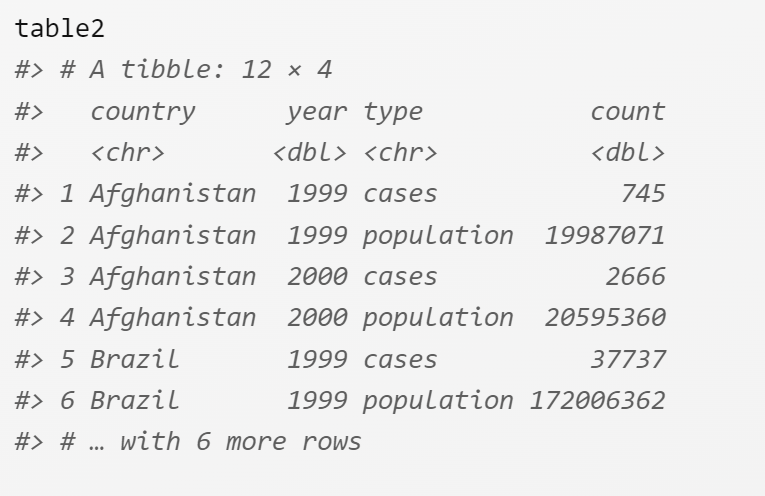 table2
#> # A tibble: 12 × 4
#>   country      year type           count
#>   <chr>       <dbl> <chr>          <dbl>
#> 1 Afghanistan  1999 cases            745
#> 2 Afghanistan  1999 population  19987071
#> 3 Afghanistan  2000 cases           2666
#> 4 Afghanistan  2000 population  20595360
#> 5 Brazil       1999 cases          37737
#> 6 Brazil       1999 population 172006362
#> # … with 6 more rows